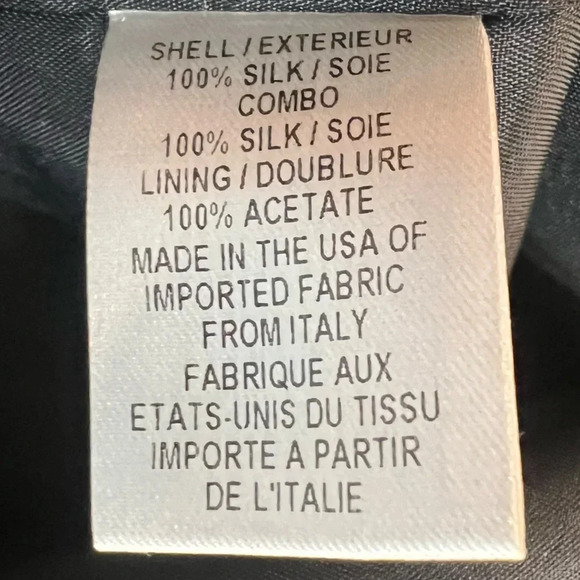 SHELL / EXTERIEUR
100% SILK / SOIE
COMBO
100% SILK / SOIE
LINING / DOUBLURE
100% ACETATE
MADE IN THE USA OF
IMPORTED FABRIC
FROM ITALY
FABRIQUE AUX
ETATS-UNIS DU TISSU
IMPORTE A PARTIR
DE L'ITALIE